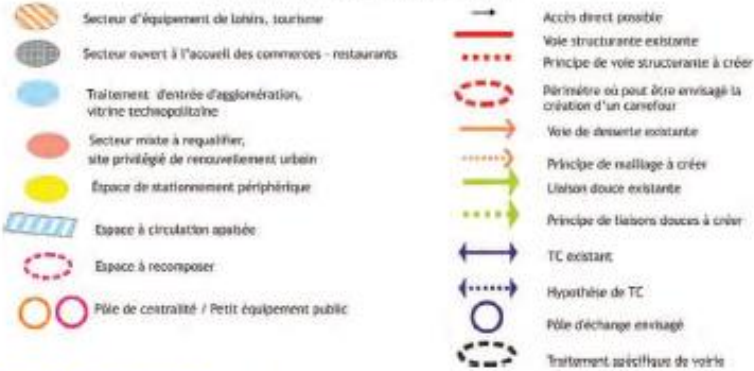 Secteur d'équipement de loisirs, tourisme
Secteur ouvert à l'accueil des commerces - restaurants
Traitement d'entrée d'agglomération,
vitrine technopolitaine
Secteur mixte à requalifier,
site privilégié de renouvellement urbain
Espace de stationnement périphérique
Espace à circulation apaisée
Espace à recomposer
Pôle de centralité / Petit équipement public
Accès direct possible
Voie structurante existante
Principe de voie structurante à créer
Périmètre où peut être envisagé la
création d'un carrefour
Voie de desserte existante
Principe de maillage à créer
Liaison douce existante
Principe de liaisons douces à créer
TC existant
Hypothèse de TC
Pôle d'échange envisagé
Traitement spécifique de voirie